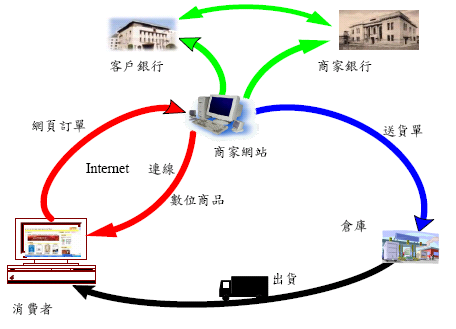 客戶銀行
商家銀行
網頁訂單
送貨單
商家網站
Internet
連線
數位商品
倉庫
出貨
消費者